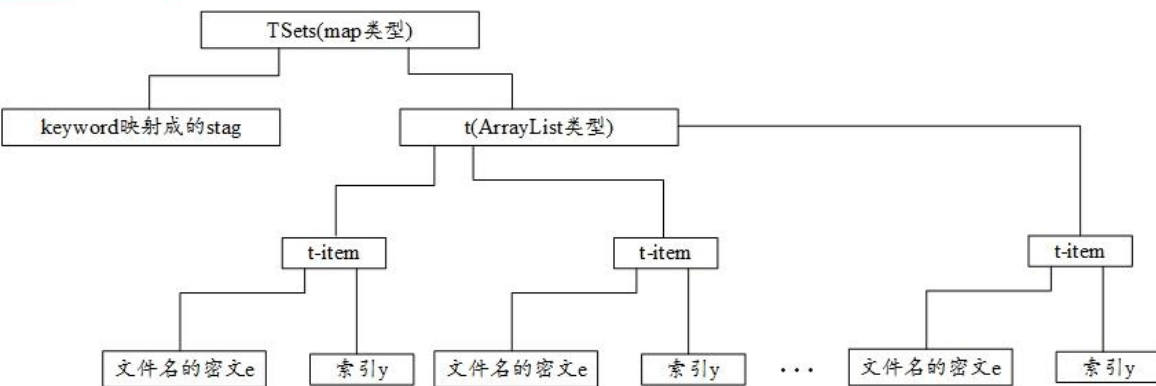 TSets(map类型)
keyword映射成的stag
t(ArrayList类型)
t-item
t-item
t-item
文件名的密文e
索引y
文件名的密文e
索引y
...
文件名的密文e
索引y